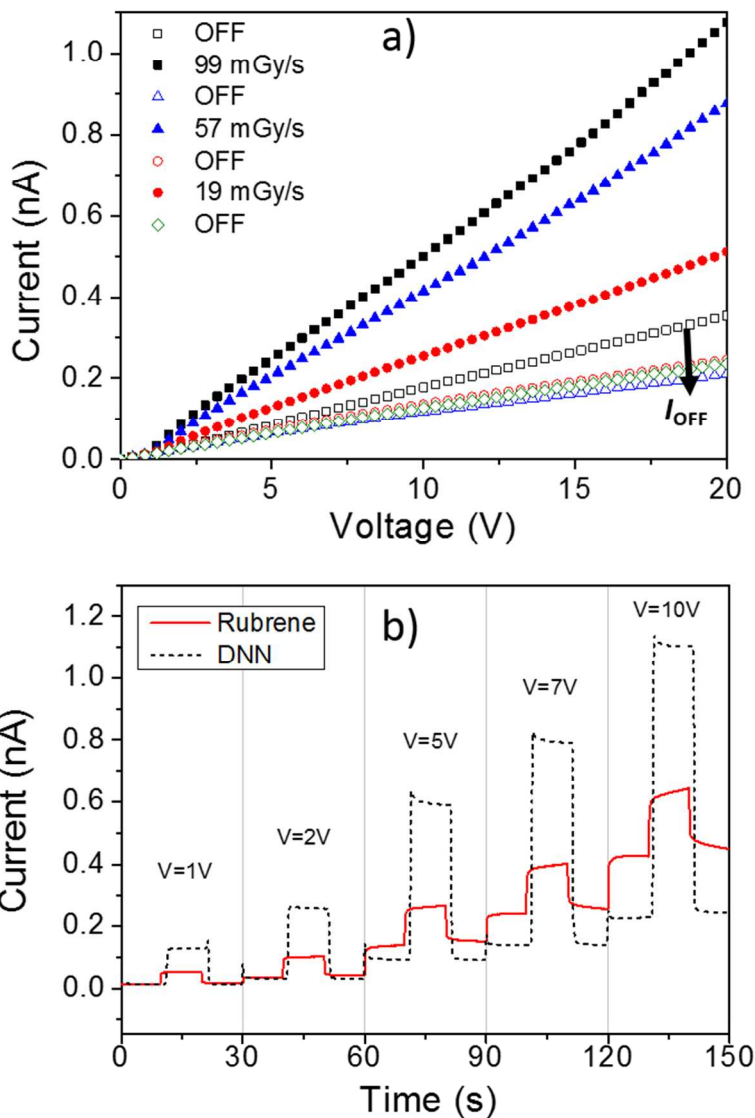 a)
OFF
99 mGy/s
OFF
57 mGy/s
OFF
19 mGy/s
OFF
I OFF
1.0
0.8
0.6
0.4
0.2
0.0
Current (nA)
0 5 10 15 20
Voltage (V)
b)
Rubrene
DNN
V=1V
V=2V
V=5V
V=7V
V=10V
1.2
1.0
0.8
0.6
0.4
0.2
0.0
Current (nA)
0 30 60 90 120 150
Time (s)